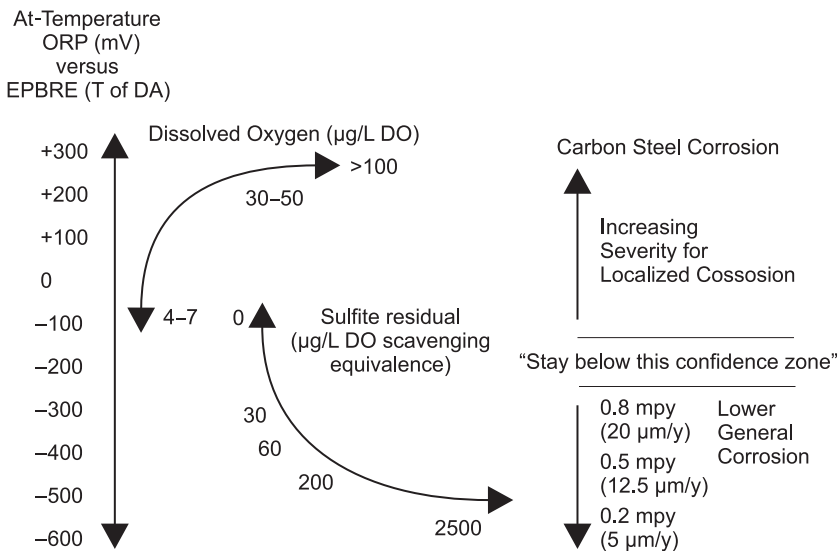 At-Temperature
ORP (mV)
versus
EPBRE (T of DA)
+300
+200
+100
0
–100
–200
–300
–400
–500
–600
Dissolved Oxygen (µg/L DO)
>100
30–50
4–7
0
Sulfite residual
(µg/L DO scavenging
equivalence)
30
60
200
2500
Carbon Steel Corrosion
Increasing
Severity for
Localized Cossosion
“Stay below this confidence zone”
0.8 mpy
(20 µm/y)
0.5 mpy
(12.5 µm/y)
0.2 mpy
(5 µm/y)
Lower
General
Corrosion